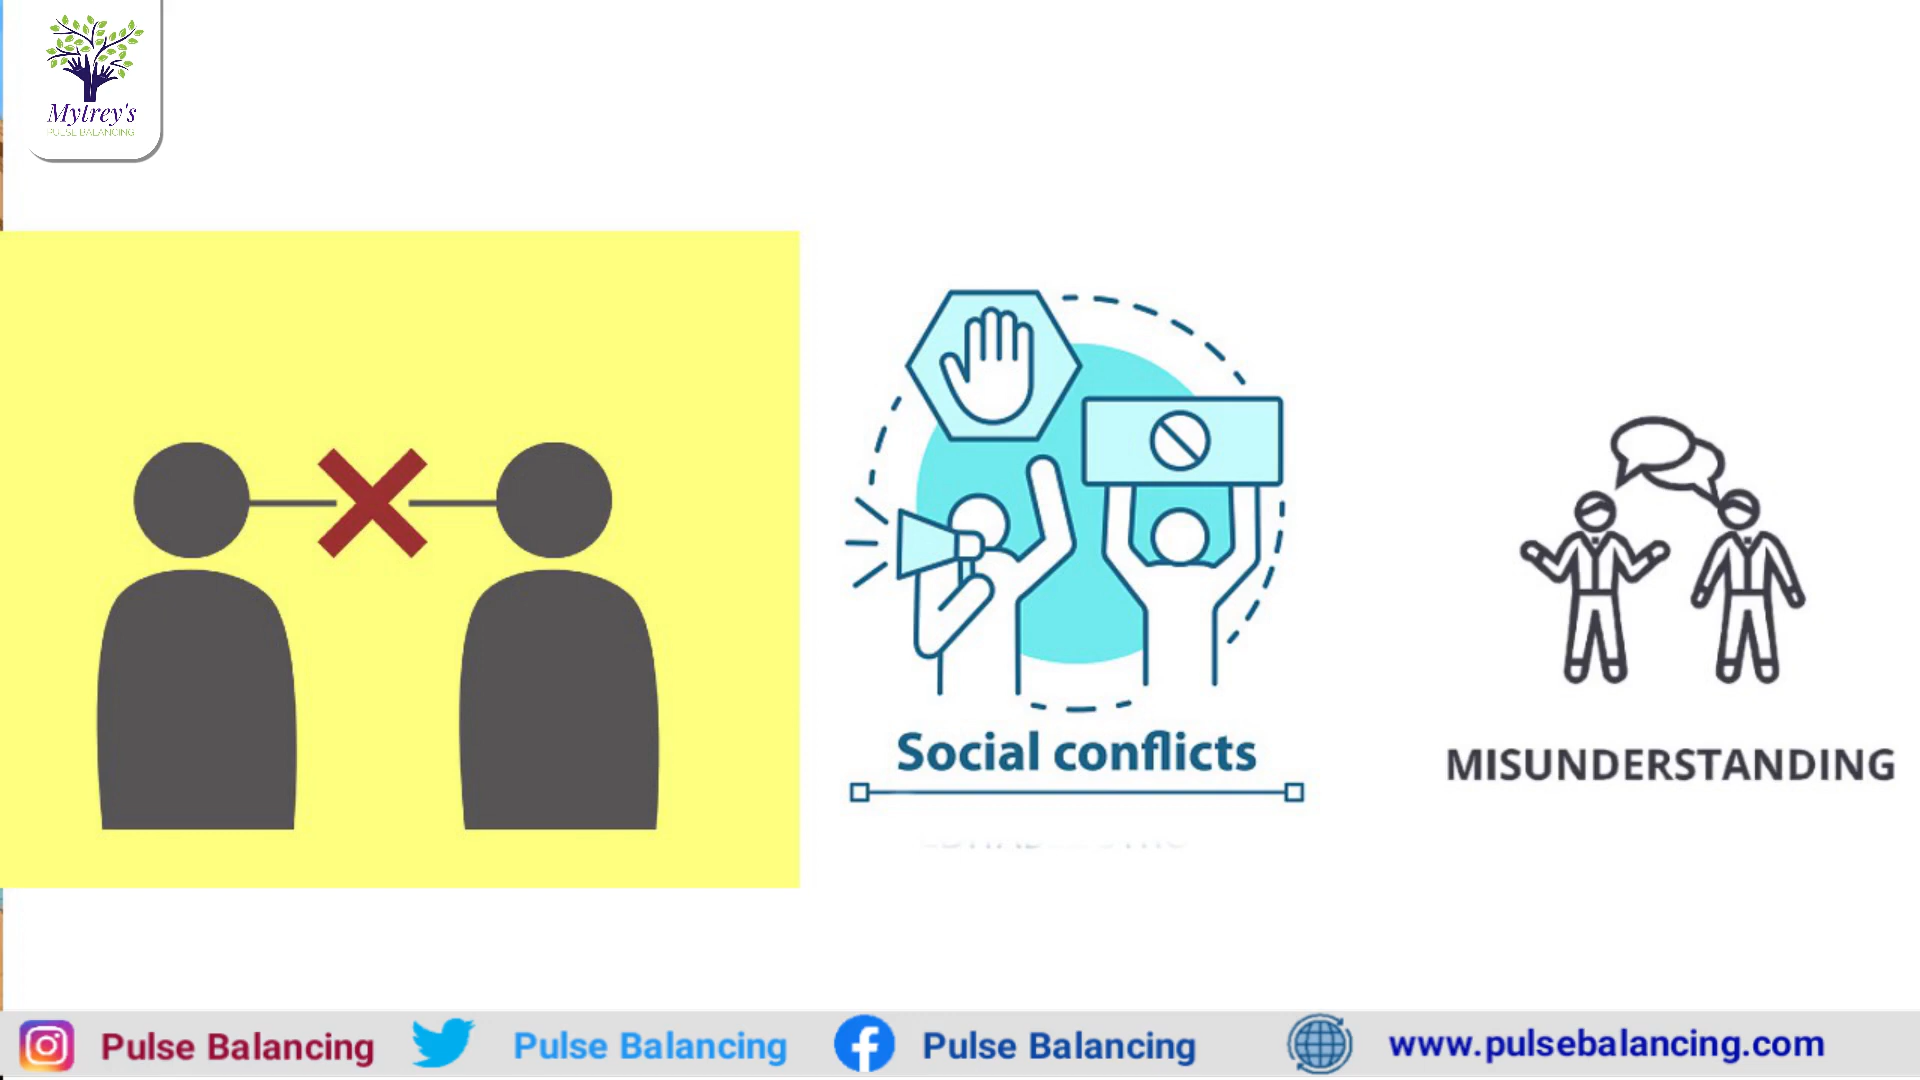 Mytrey's
PULSE BALANCING
Social conflicts
MISUNDERSTANDING
Pulse Balancing
Pulse Balancing
Pulse Balancing
www.pulsebalancing.com